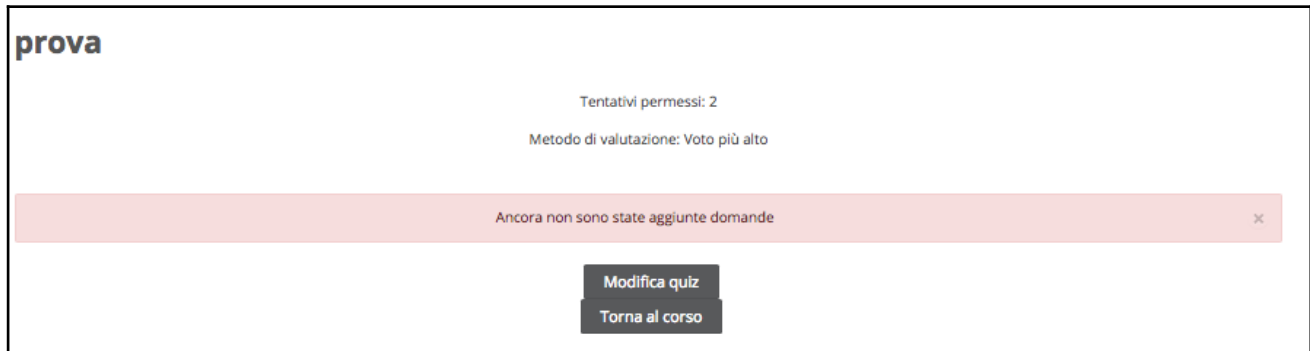 prova
Tentativi permessi: 2
Metodo di valutazione: Voto più alto
Ancora non sono state aggiunte domande ×
Modifica quiz
Torna al corso